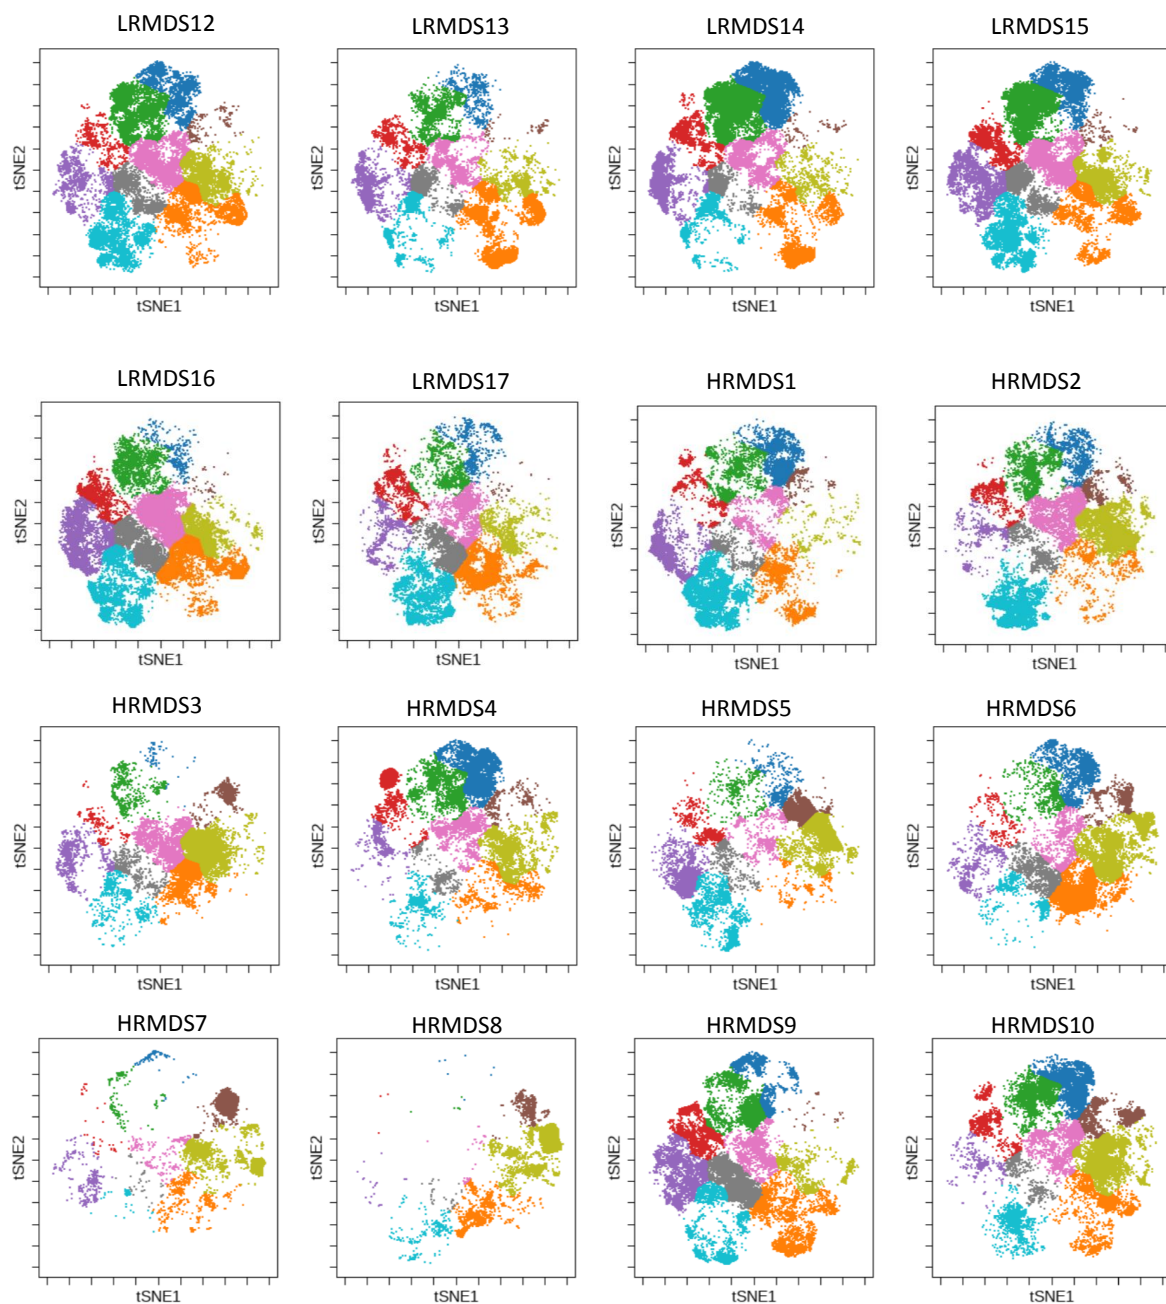 LRMDS12 LRMDS13 LRMDS14 LRMDS15
tSNE2 tSNE2 tSNE2 tSNE2
tSNE1 tSNE1 tSNE1 tSNE1
LRMDS16 LRMDS17 HRMDS1 HRMDS2
tSNE2 tSNE2 tSNE2 tSNE2
tSNE1 tSNE1 tSNE1 tSNE1
HRMDS3 HRMDS4 HRMDS5 HRMDS6
tSNE2 tSNE2 tSNE2 tSNE2
tSNE1 tSNE1 tSNE1 tSNE1
HRMDS7 HRMDS8 HRMDS9 HRMDS10
tSNE2 tSNE2 tSNE2 tSNE2
tSNE1 tSNE1 tSNE1 tSNE1